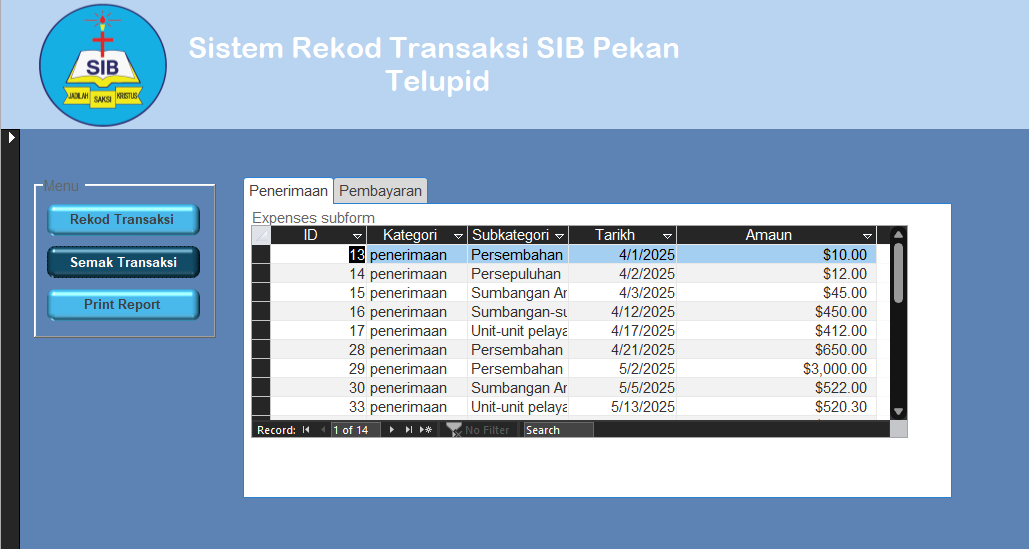 SIB
JADILAH SAKSI KRISTUS
Sistem Rekod Transaksi SIB Pekan
Telupid
Menu
Rekod Transaksi
Semak Transaksi
Print Report
Penerimaan Pembayaran
Expenses subform
ID Kategori Subkategori Tarikh Amaun
13 penerimaan Persembahan 4/1/2025 $10.00
14 penerimaan Persepuluhan 4/2/2025 $12.00
15 penerimaan Sumbangan Ar 4/3/2025 $45.00
16 penerimaan Sumbangan-su 4/12/2025 $450.00
17 penerimaan Unit-unit pelaya 4/17/2025 $412.00
28 penerimaan Persembahan 4/21/2025 $650.00
29 penerimaan Persembahan 5/2/2025 $3,000.00
30 penerimaan Sumbangan Ar 5/5/2025 $522.00
33 penerimaan Unit-unit pelaya 5/13/2025 $520.30
Record: 1 of 14 No Filter Search